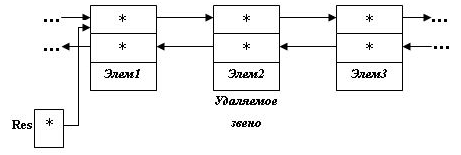 ... * * * ...
... * * * ...
Элем1 Элем2 Элем3
Удаляемое
звено
Res *